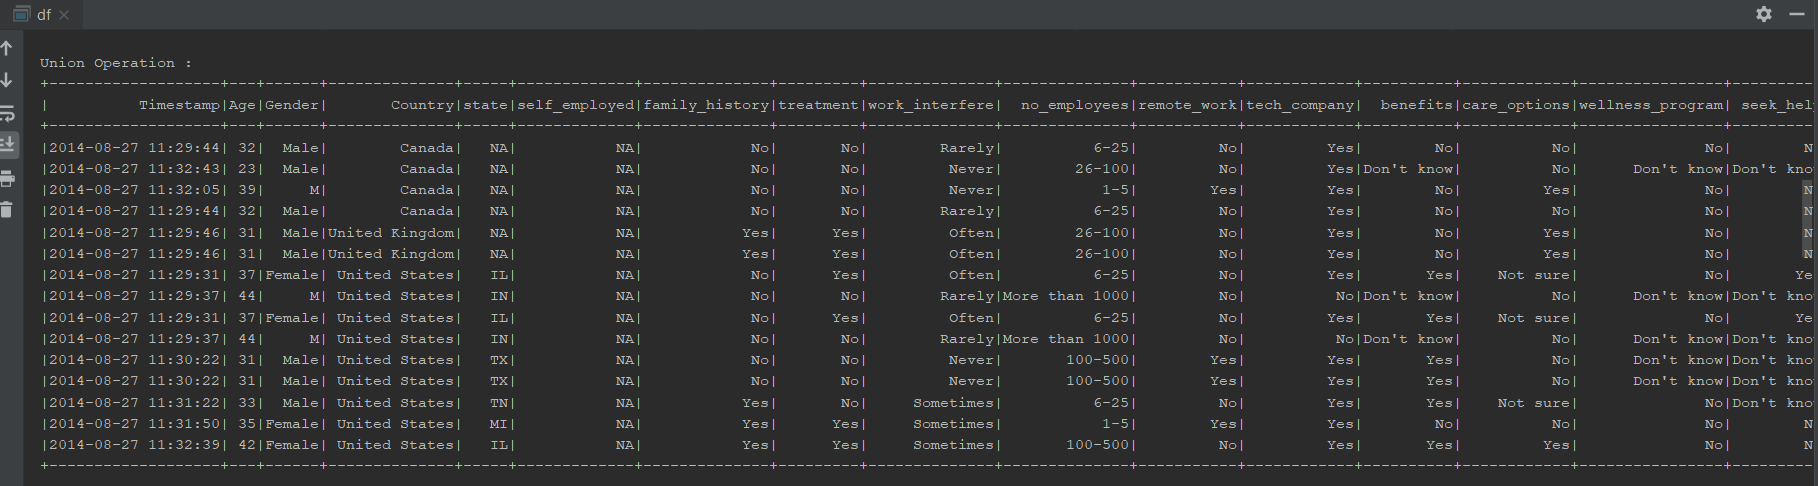 df
Union Operation :
+-------------------+---+------+--------------+-----+-------------+--------------+---------+--------------+--------------+-----------+------------+----------+------------+----------------+---------
|          Timestamp|Age|Gender|       Country|state|self_employed|family_history|treatment|work_interfere|  no_employees|remote_work|tech_company|  benefits|care_options|wellness_program| seek_hel
+-------------------+---+------+--------------+-----+-------------+--------------+---------+--------------+--------------+-----------+------------+----------+------------+----------------+---------
|2014-08-27 11:29:44| 32|  Male|        Canada|   NA|           NA|            No|       No|        Rarely|          6-25|         No|         Yes|        No|          No|              No|        N
|2014-08-27 11:32:43| 23|  Male|        Canada|   NA|           NA|            No|       No|         Never|        26-100|         No|         Yes|Don't know|          No|      Don't know|Don't kno
|2014-08-27 11:32:05| 39|     M|        Canada|   NA|           NA|            No|       No|         Never|           1-5|        Yes|         Yes|        No|         Yes|              No|        N
|2014-08-27 11:29:44| 32|  Male|        Canada|   NA|           NA|            No|       No|        Rarely|          6-25|         No|         Yes|        No|          No|              No|        N
|2014-08-27 11:29:46| 31|  Male|United Kingdom|   NA|           NA|           Yes|      Yes|         Often|        26-100|         No|         Yes|        No|         Yes|              No|        N
|2014-08-27 11:29:46| 31|  Male|United Kingdom|   NA|           NA|           Yes|      Yes|         Often|        26-100|         No|         Yes|        No|         Yes|              No|        N
|2014-08-27 11:29:31| 37|Female| United States|   IL|           NA|            No|      Yes|         Often|          6-25|         No|         Yes|       Yes|    Not sure|              No|       Ye
|2014-08-27 11:29:37| 44|     M| United States|   IN|           NA|            No|       No|        Rarely|More than 1000|         No|          No|Don't know|          No|      Don't know|Don't kno
|2014-08-27 11:29:31| 37|Female| United States|   IL|           NA|            No|      Yes|         Often|          6-25|         No|         Yes|       Yes|    Not sure|              No|       Ye
|2014-08-27 11:29:37| 44|     M| United States|   IN|           NA|            No|       No|        Rarely|More than 1000|         No|          No|Don't know|          No|      Don't know|Don't kno
|2014-08-27 11:30:22| 31|  Male| United States|   TX|           NA|            No|       No|         Never|       100-500|        Yes|         Yes|       Yes|          No|      Don't know|Don't kno
|2014-08-27 11:30:22| 31|  Male| United States|   TX|           NA|            No|       No|         Never|       100-500|        Yes|         Yes|       Yes|          No|      Don't know|Don't kno
|2014-08-27 11:31:22| 33|  Male| United States|   TN|           NA|           Yes|       No|     Sometimes|          6-25|         No|         Yes|       Yes|    Not sure|              No|Don't kno
|2014-08-27 11:31:50| 35|Female| United States|   MI|           NA|           Yes|      Yes|     Sometimes|           1-5|        Yes|         Yes|        No|          No|              No|        N
|2014-08-27 11:32:39| 42|Female| United States|   IL|           NA|           Yes|      Yes|     Sometimes|       100-500|         No|         Yes|       Yes|         Yes|              No|        N
+-------------------+---+------+--------------+-----+-------------+--------------+---------+--------------+--------------+-----------+------------+----------+------------+----------------+---------